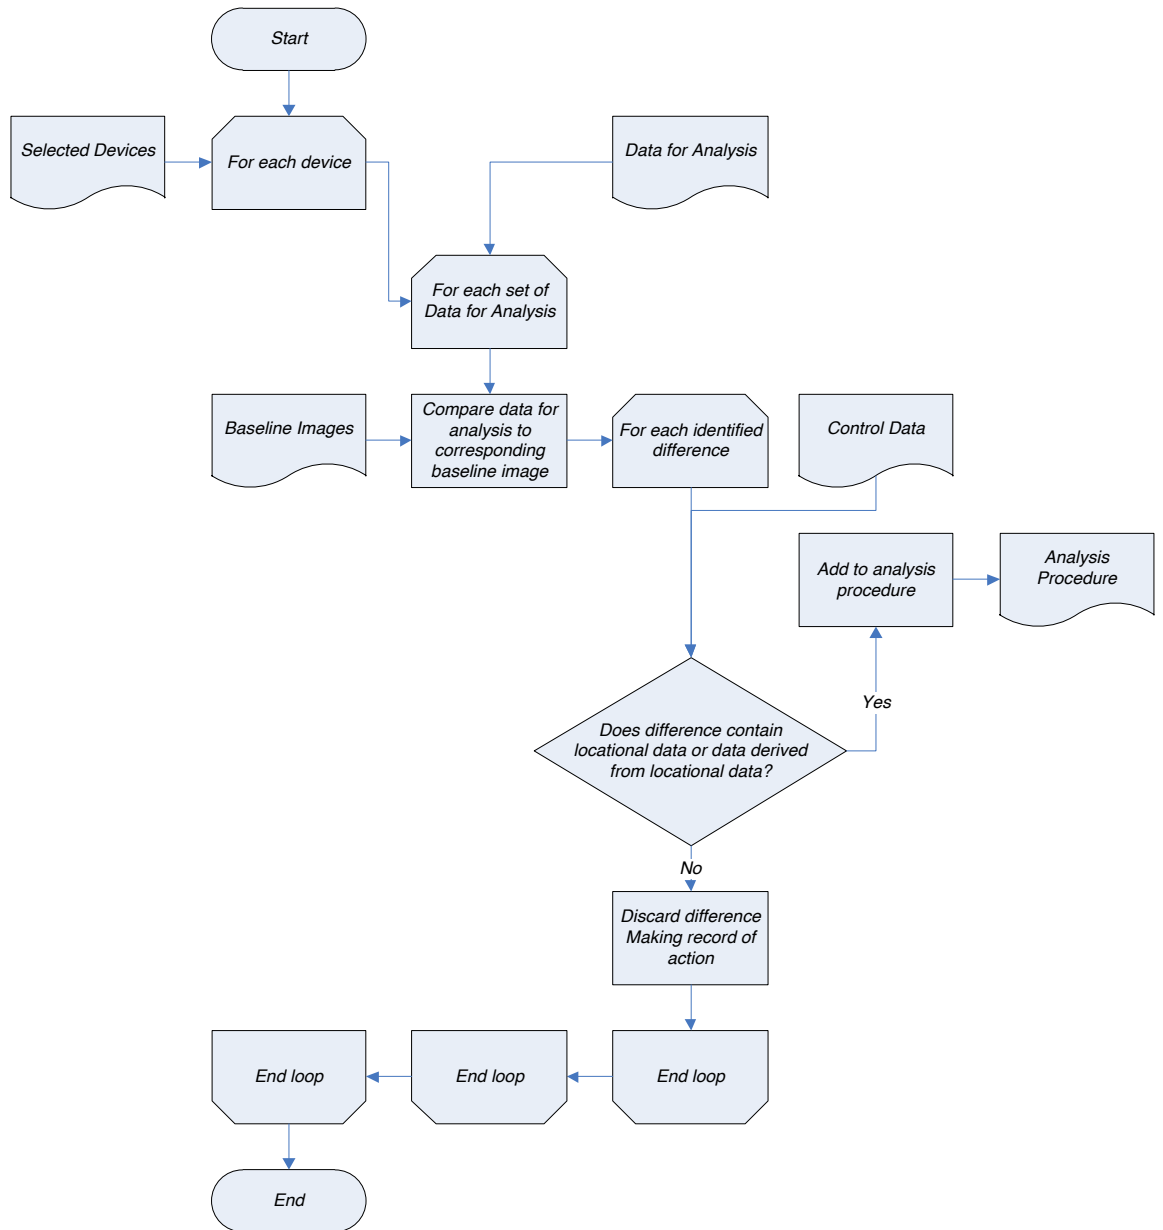 Start
Selected Devices
For each device
Data for Analysis
For each set of
Data for Analysis
Baseline Images
Compare data for
analysis to
corresponding
baseline image
For each identified
difference
Control Data
Add to analysis
procedure
Analysis
Procedure
Yes
Does difference contain
locational data or data derived
from locational data?
No
Discard difference
Making record of
action
End loop
End loop
End loop
End